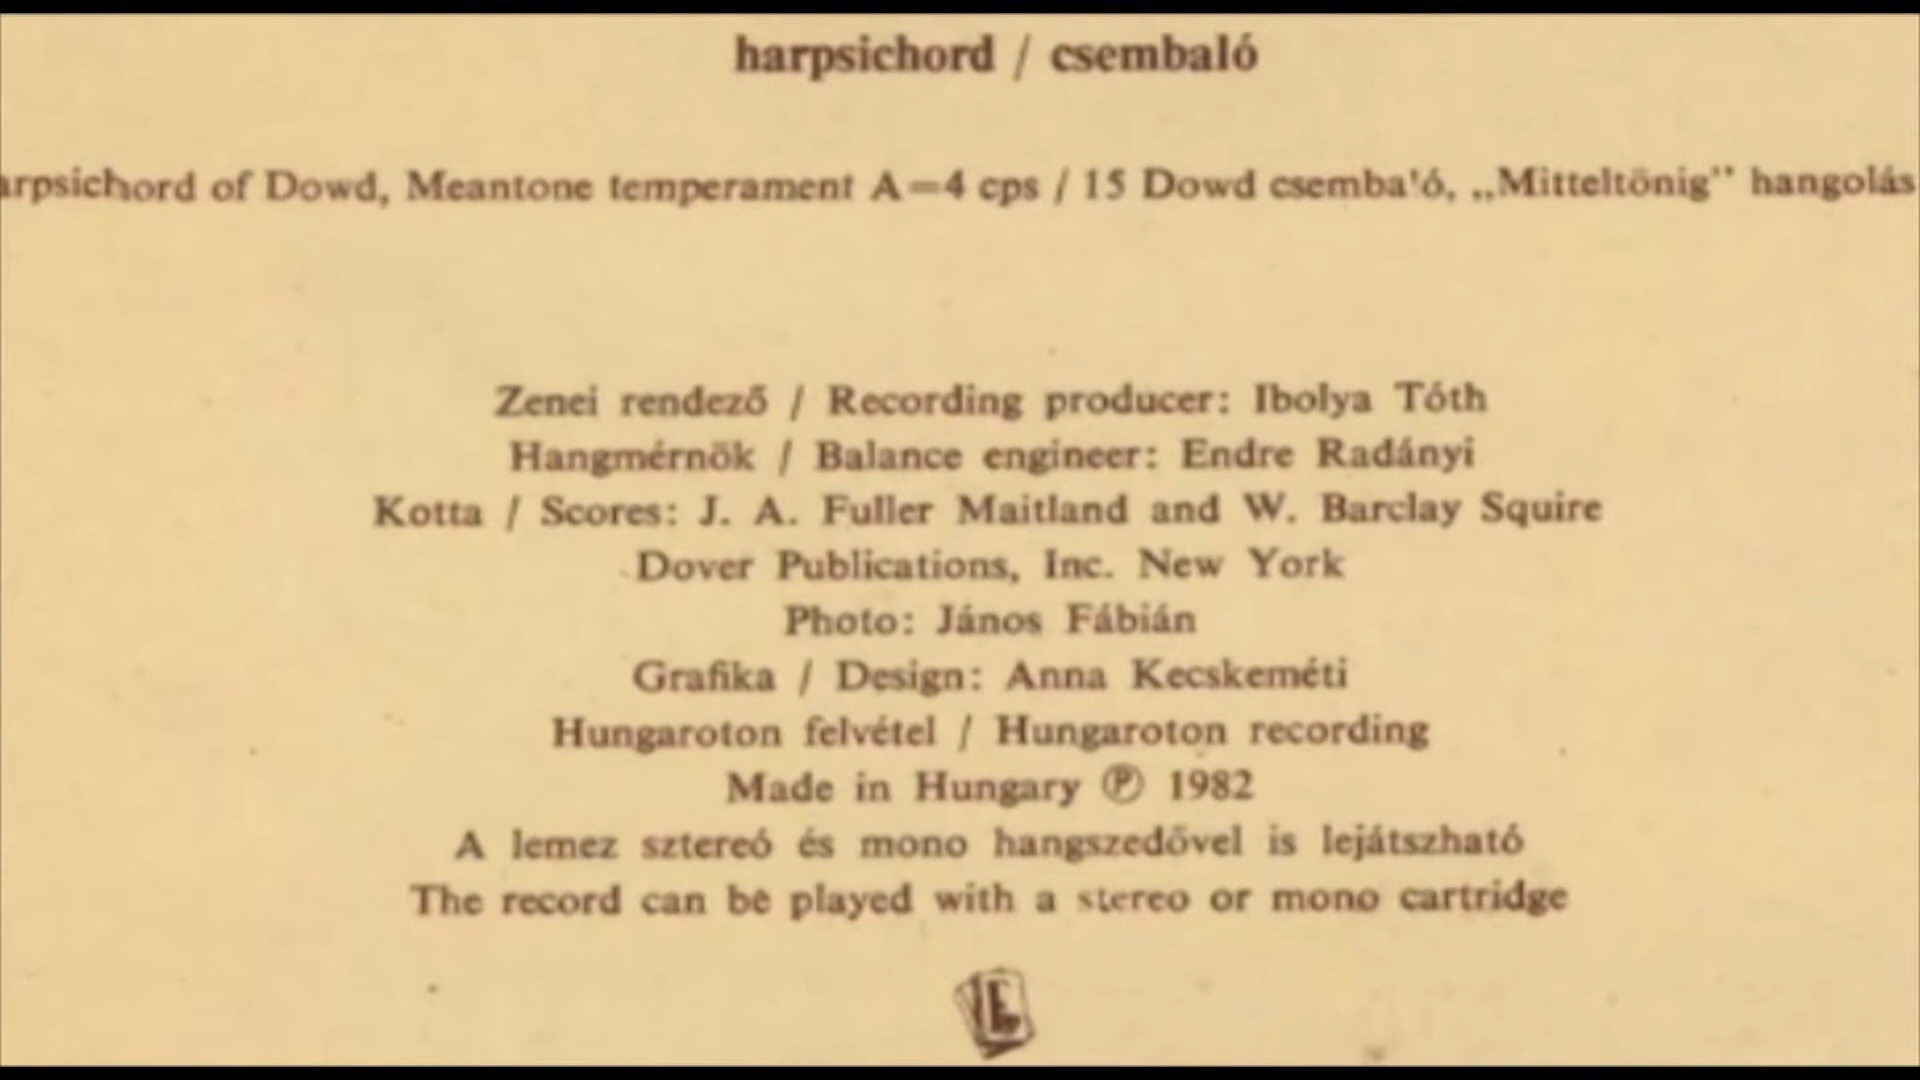 harpsichord / csembaló
arpsichord of Dowd, Meantone temperament A=4 cps / 15 Dowd csemba'ó, „Mitteltönig” hangolás
Zenei rendező / Recording producer: Ibolya Tóth
Hangmérnök / Balance engineer: Endre Radányi
Kotta / Scores: J. A. Fuller Maitland and W. Barclay Squire
Dover Publications, Inc. New York
Photo: János Fábián
Grafika / Design: Anna Kecskeméti
Hungaroton felvétel / Hungaroton recording
Made in Hungary Ⓟ 1982
A lemez sztereó és mono hangszedővel is lejátszható
The record can be played with a stereo or mono cartridge